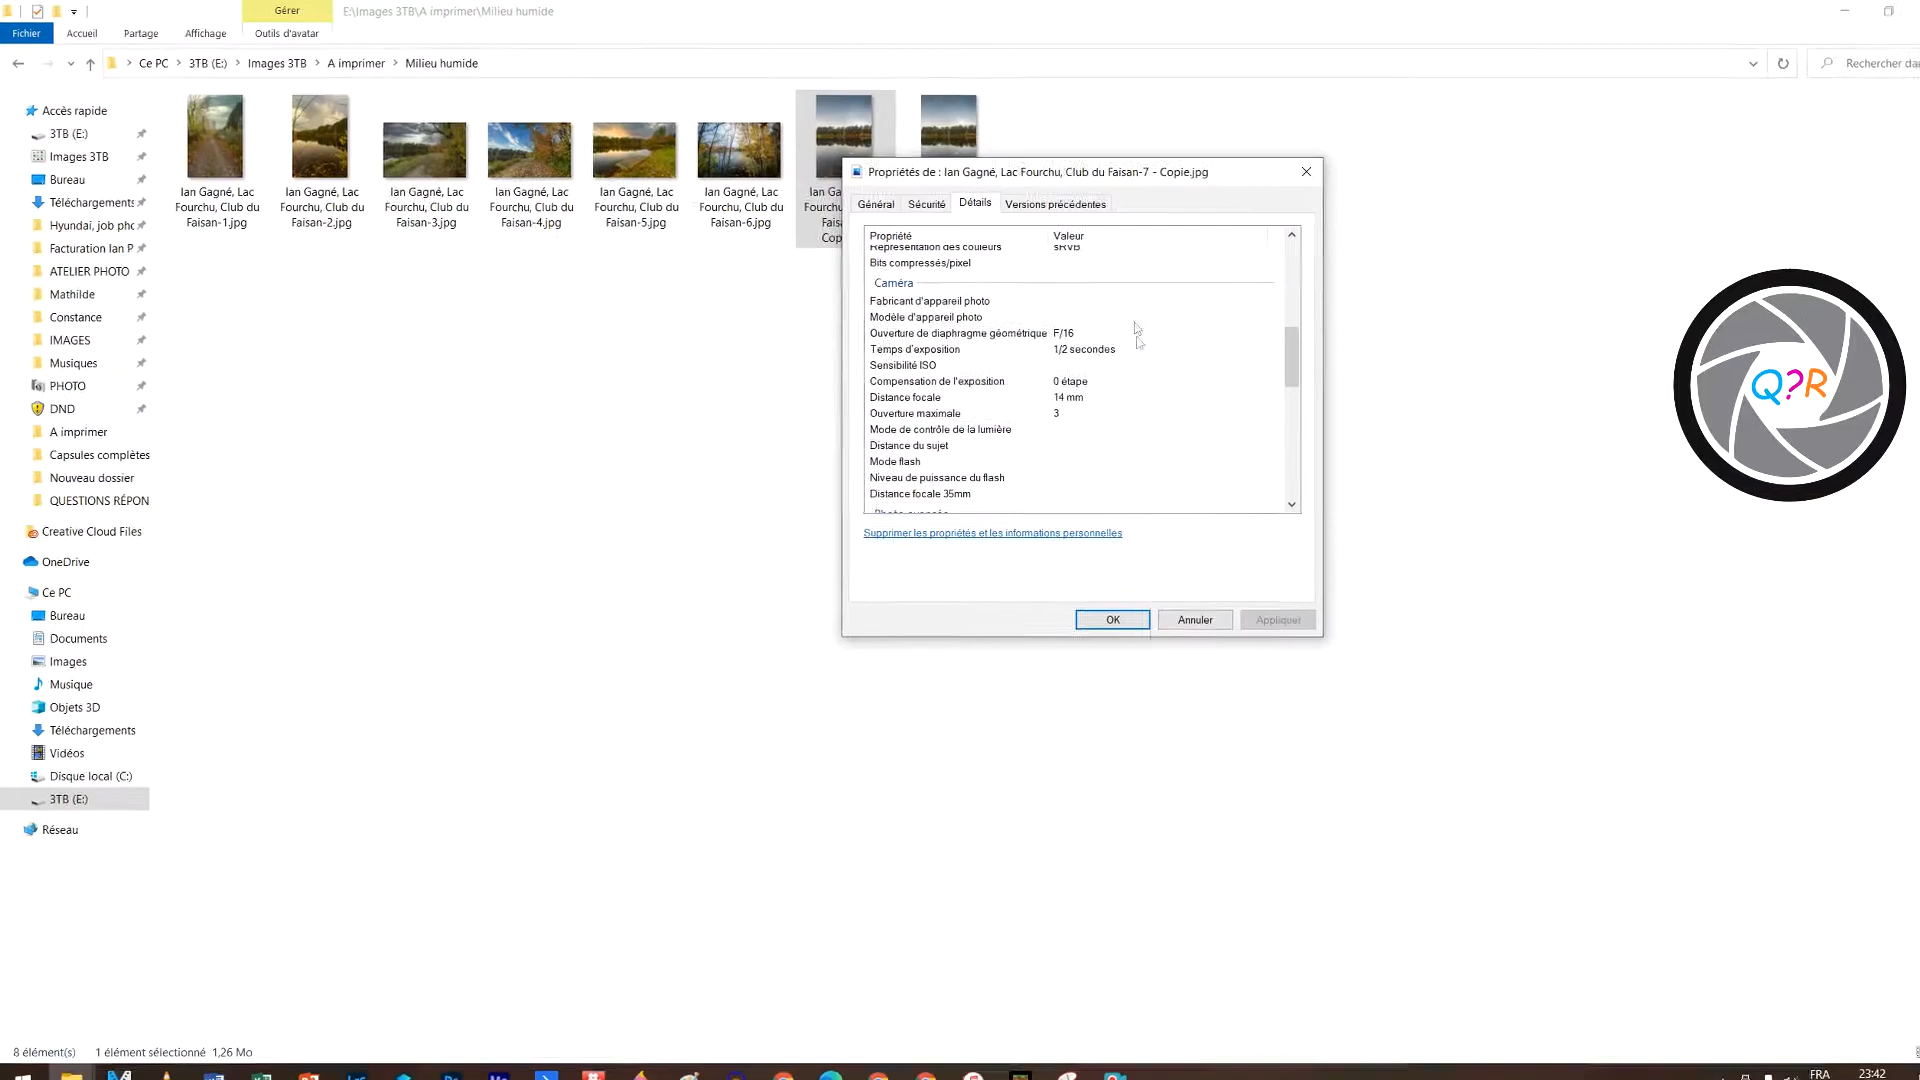 Gérer
E:\Images 3TB\A imprimer\Milieu humide
Fichier
Accueil
Partage
Affichage
Outils d'avatar
Ce PC
3TB (E:)
Images 3TB
A imprimer
Milieu humide
Rechercher da
Accès rapide
3TB (E:)
Images 3TB
Bureau
Téléchargements
Hyundai, job phc
Facturation Ian P
ATELIER PHOTO
Mathilde
Constance
IMAGES
Musiques
PHOTO
DND
A imprimer
Capsules complètes
Nouveau dossier
QUESTIONS RÉPON
Creative Cloud Files
OneDrive
Ce PC
Bureau
Documents
Images
Musique
Objets 3D
Téléchargements
Vidéos
Disque local (C:)
3TB (E:)
Réseau
Ian Gagné, Lac
Fourchu, Club du
Faisan-1.jpg
Ian Gagné, Lac
Fourchu, Club du
Faisan-2.jpg
Ian Gagné, Lac
Fourchu, Club du
Faisan-3.jpg
Ian Gagné, Lac
Fourchu, Club du
Faisan-4.jpg
Ian Gagné, Lac
Fourchu, Club du
Faisan-5.jpg
Ian Gagné, Lac
Fourchu, Club du
Faisan-6.jpg
Ian Ga
Fourchu
Faisa
Cop
Propriétés de : Ian Gagné, Lac Fourchu, Club du Faisan-7 - Copie.jpg
Général
Sécurité
Détails
Versions précédentes
Propriété Valeur
Représentation des couleurs sRVB
Bits compressés/pixel
Caméra
Fabricant d'appareil photo
Modèle d'appareil photo
Ouverture de diaphragme géométrique F/16
Temps d'exposition 1/2 secondes
Sensibilité ISO
Compensation de l'exposition 0 étape
Distance focale 14 mm
Ouverture maximale 3
Mode de contrôle de la lumière
Distance du sujet
Mode flash
Niveau de puissance du flash
Distance focale 35mm
Supprimer les propriétés et les informations personnelles
OK
Annuler
Appliquer
Q?R
8 élément(s) 1 élément sélectionné 1,26 Mo
FRA
23:42